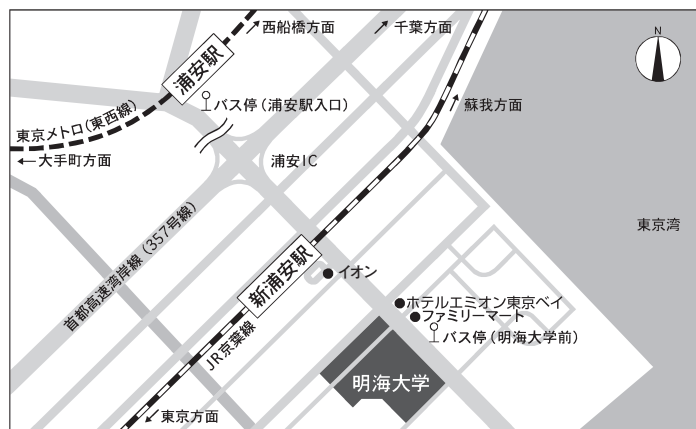 西船橋方面
千葉方面
N
浦安駅
バス停(浦安駅入口)
蘇我方面
東京メトロ(東西線)
大手町方面
浦安IC
東京湾
首都高速湾岸線(357号線)
新浦安駅
イオン
ホテルエミオン東京ベイ
ファミリーマート
バス停(明海大学前)
JR京葉線
明海大学
東京方面